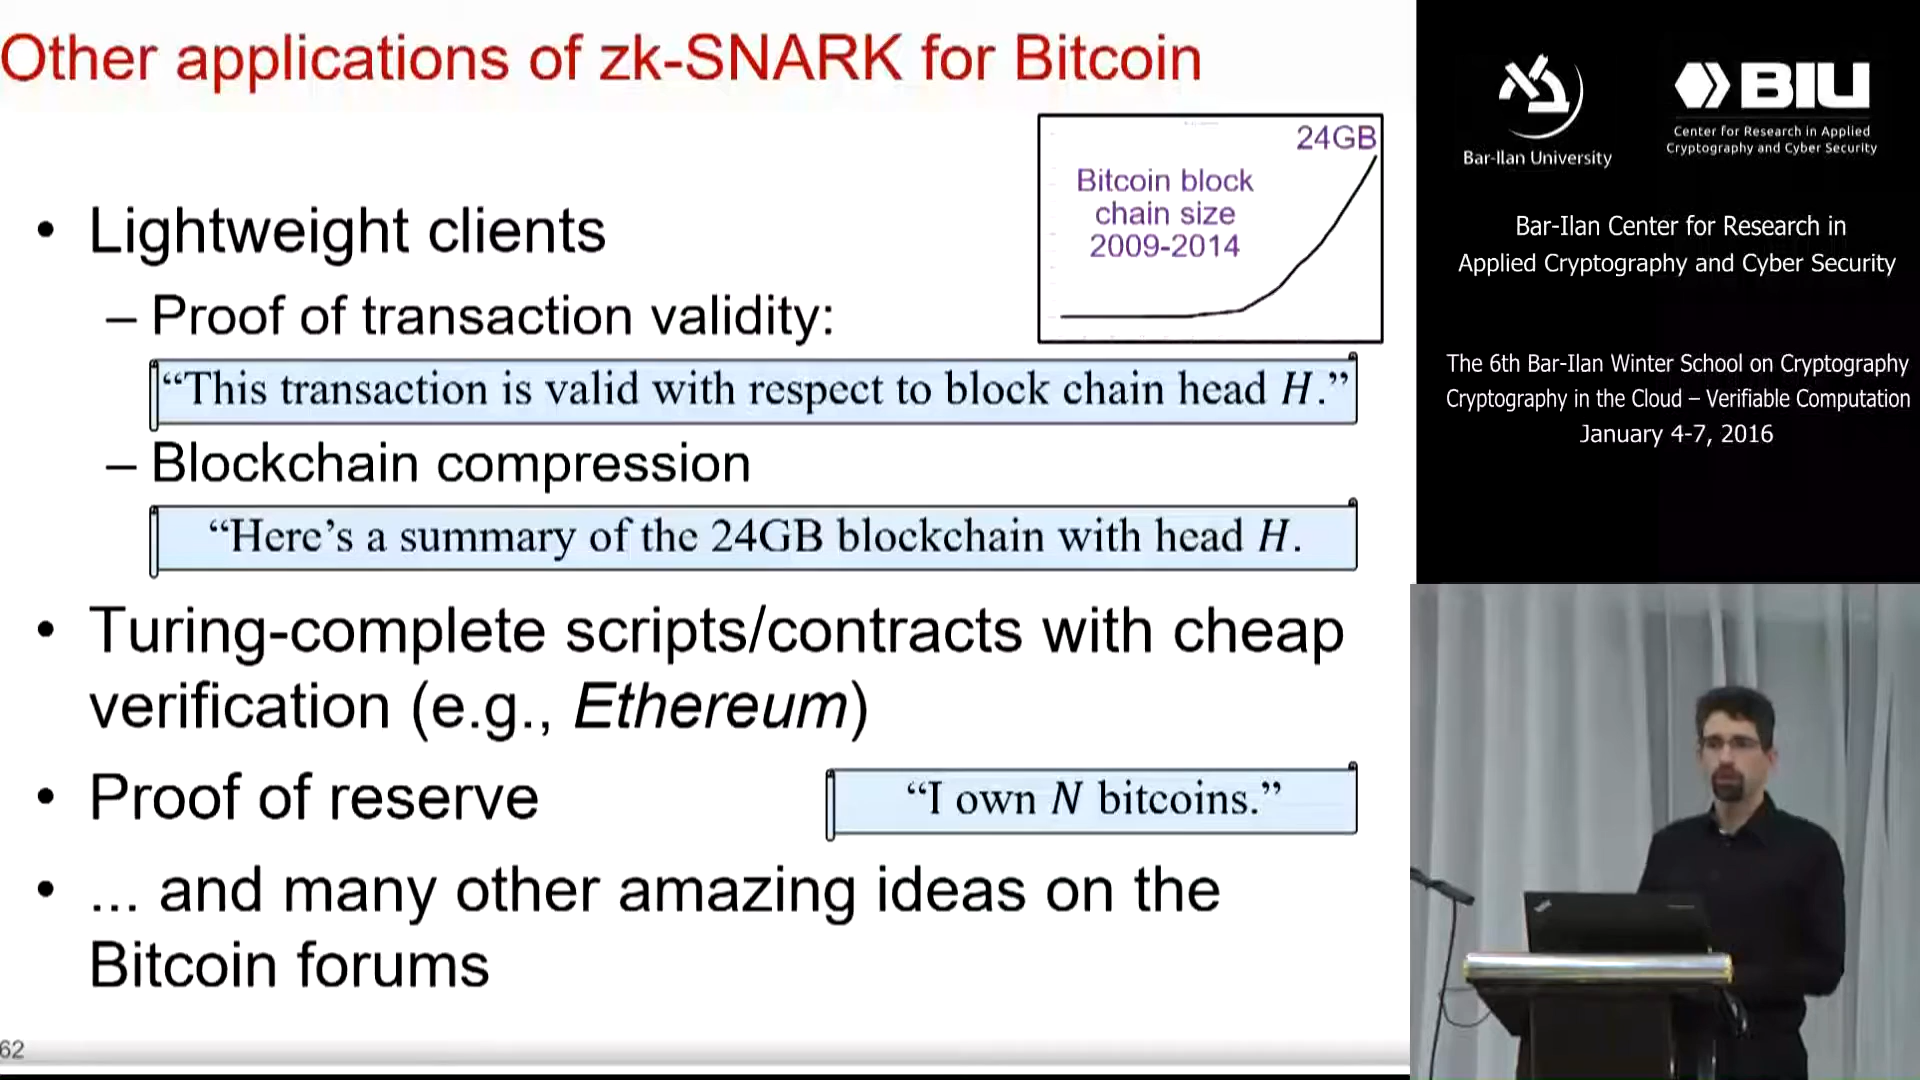 Other applications of zk-SNARK for Bitcoin
24GB
Bitcoin block
chain size
2009-2014
• Lightweight clients
– Proof of transaction validity:
“This transaction is valid with respect to block chain head H.”
– Blockchain compression
“Here’s a summary of the 24GB blockchain with head H.
• Turing-complete scripts/contracts with cheap
verification (e.g., Ethereum)
• Proof of reserve
“I own N bitcoins.”
• ... and many other amazing ideas on the
Bitcoin forums
62
Bar-Ilan University
BIU
Center for Research in Applied
Cryptography and Cyber Security
Bar-Ilan Center for Research in
Applied Cryptography and Cyber Security
The 6th Bar-Ilan Winter School on Cryptography
Cryptography in the Cloud – Verifiable Computation
January 4-7, 2016